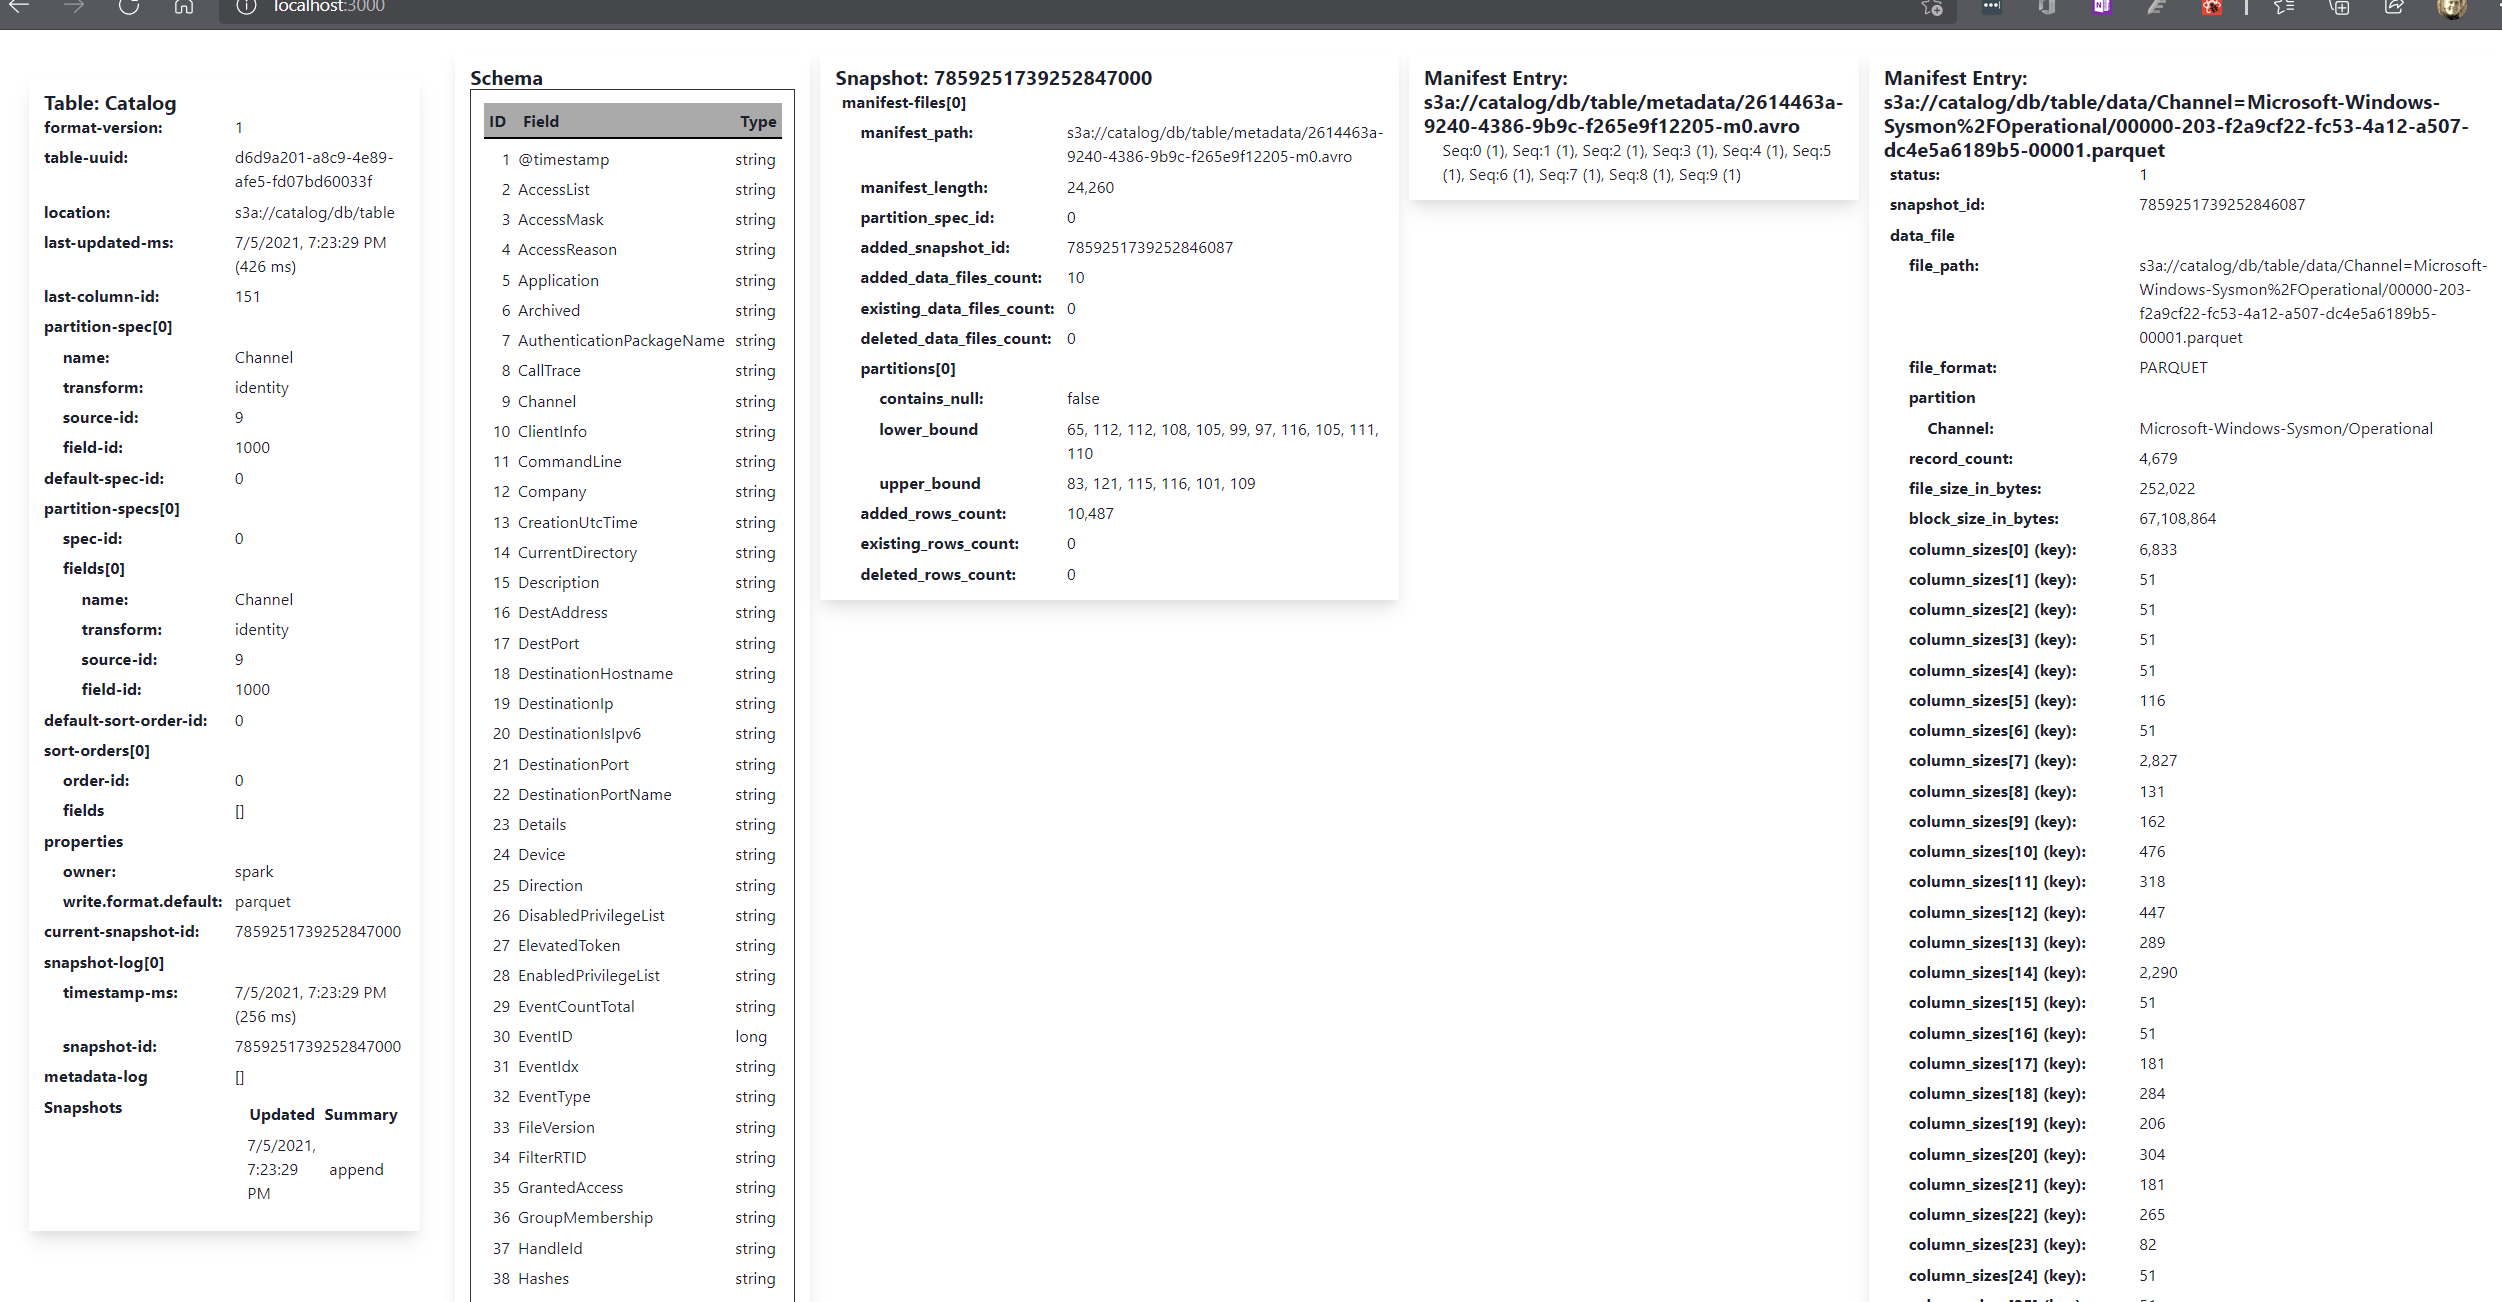 localhost:3000
Table: Catalog
format-version: 1
table-uuid: d6d9a201-a8c9-4e89-
afe5-fd07bd60033f
location: s3a://catalog/db/table
last-updated-ms: 7/5/2021, 7:23:29 PM
(426 ms)
last-column-id: 151
partition-spec[0]
name: Channel
transform: identity
source-id: 9
field-id: 1000
default-spec-id: 0
partition-specs[0]
spec-id: 0
fields[0]
name: Channel
transform: identity
source-id: 9
field-id: 1000
default-sort-order-id: 0
sort-orders[0]
order-id: 0
fields []
properties
owner: spark
write.format.default: parquet
current-snapshot-id: 7859251739252847000
snapshot-log[0]
timestamp-ms: 7/5/2021, 7:23:29 PM
(256 ms)
snapshot-id: 7859251739252847000
metadata-log []
Snapshots
Updated Summary
7/5/2021,
7:23:29 append
PM
Schema
ID Field Type
1 @timestamp string
2 AccessList string
3 AccessMask string
4 AccessReason string
5 Application string
6 Archived string
7 AuthenticationPackageName string
8 CallTrace string
9 Channel string
10 ClientInfo string
11 CommandLine string
12 Company string
13 CreationUtcTime string
14 CurrentDirectory string
15 Description string
16 DestAddress string
17 DestPort string
18 DestinationHostname string
19 DestinationIp string
20 DestinationIsIpv6 string
21 DestinationPort string
22 DestinationPortName string
23 Details string
24 Device string
25 Direction string
26 DisabledPrivilegeList string
27 ElevatedToken string
28 EnabledPrivilegeList string
29 EventCountTotal string
30 EventID long
31 EventIdx string
32 EventType string
33 FileVersion string
34 FilterRTID string
35 GrantedAccess string
36 GroupMembership string
37 HandleId string
38 Hashes string
Snapshot: 7859251739252847000
manifest-files[0]
manifest_path: s3a://catalog/db/table/metadata/2614463a-
9240-4386-9b9c-f265e9f12205-m0.avro
manifest_length: 24,260
partition_spec_id: 0
added_snapshot_id: 7859251739252846087
added_data_files_count: 10
existing_data_files_count: 0
deleted_data_files_count: 0
partitions[0]
contains_null: false
lower_bound 65, 112, 112, 108, 105, 99, 97, 116, 105, 111,
110
upper_bound 83, 121, 115, 116, 101, 109
added_rows_count: 10,487
existing_rows_count: 0
deleted_rows_count: 0
Manifest Entry:
s3a://catalog/db/table/metadata/2614463a-
9240-4386-9b9c-f265e9f12205-m0.avro
Seq:0 (1), Seq:1 (1), Seq:2 (1), Seq:3 (1), Seq:4 (1), Seq:5
(1), Seq:6 (1), Seq:7 (1), Seq:8 (1), Seq:9 (1)
Manifest Entry:
s3a://catalog/db/table/data/Channel=Microsoft-Windows-
Sysmon%2FOperational/00000-203-f2a9cf22-fc53-4a12-a507-
dc4e5a6189b5-00001.parquet
status: 1
snapshot_id: 7859251739252846087
data_file
file_path: s3a://catalog/db/table/data/Channel=Microsoft-
Windows-Sysmon%2FOperational/00000-203-
f2a9cf22-fc53-4a12-a507-dc4e5a6189b5-
00001.parquet
file_format: PARQUET
partition
Channel: Microsoft-Windows-Sysmon/Operational
record_count: 4,679
file_size_in_bytes: 252,022
block_size_in_bytes: 67,108,864
column_sizes[0] (key): 6,833
column_sizes[1] (key): 51
column_sizes[2] (key): 51
column_sizes[3] (key): 51
column_sizes[4] (key): 51
column_sizes[5] (key): 116
column_sizes[6] (key): 51
column_sizes[7] (key): 2,827
column_sizes[8] (key): 131
column_sizes[9] (key): 162
column_sizes[10] (key): 476
column_sizes[11] (key): 318
column_sizes[12] (key): 447
column_sizes[13] (key): 289
column_sizes[14] (key): 2,290
column_sizes[15] (key): 51
column_sizes[16] (key): 51
column_sizes[17] (key): 181
column_sizes[18] (key): 284
column_sizes[19] (key): 206
column_sizes[20] (key): 304
column_sizes[21] (key): 181
column_sizes[22] (key): 265
column_sizes[23] (key): 82
column_sizes[24] (key): 51